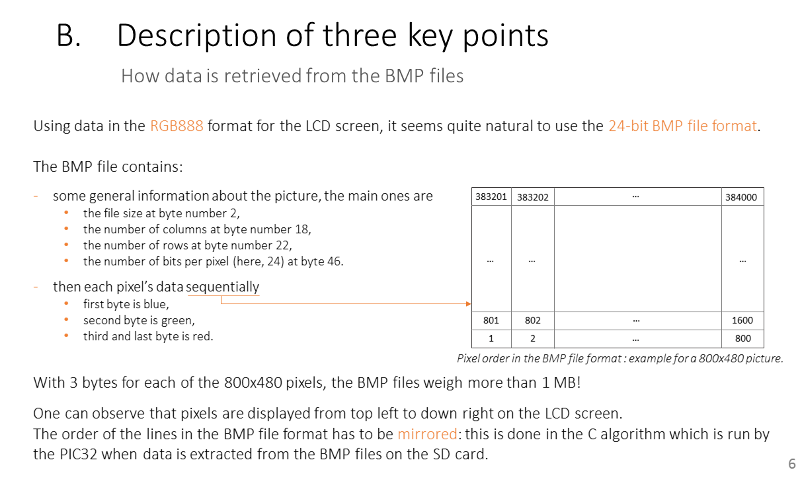 B. Description of three key points
How data is retrieved from the BMP files
Using data in the RGB888 format for the LCD screen, it seems quite natural to use the 24-bit BMP file format.
The BMP file contains:
- some general information about the picture, the main ones are
• the file size at byte number 2,
• the number of columns at byte number 18,
• the number of rows at byte number 22,
• the number of bits per pixel (here, 24) at byte 46.
- then each pixel's data sequentially
• first byte is blue,
• second byte is green,
• third and last byte is red.
383201 383202 ... 384000
... ... ...
801 802 ... 1600
1 2 ... 800
Pixel order in the BMP file format : example for a 800x480 picture.
With 3 bytes for each of the 800x480 pixels, the BMP files weigh more than 1 MB!
One can observe that pixels are displayed from top left to down right on the LCD screen.
The order of the lines in the BMP file format has to be mirrored: this is done in the C algorithm which is run by
the PIC32 when data is extracted from the BMP files on the SD card.
6